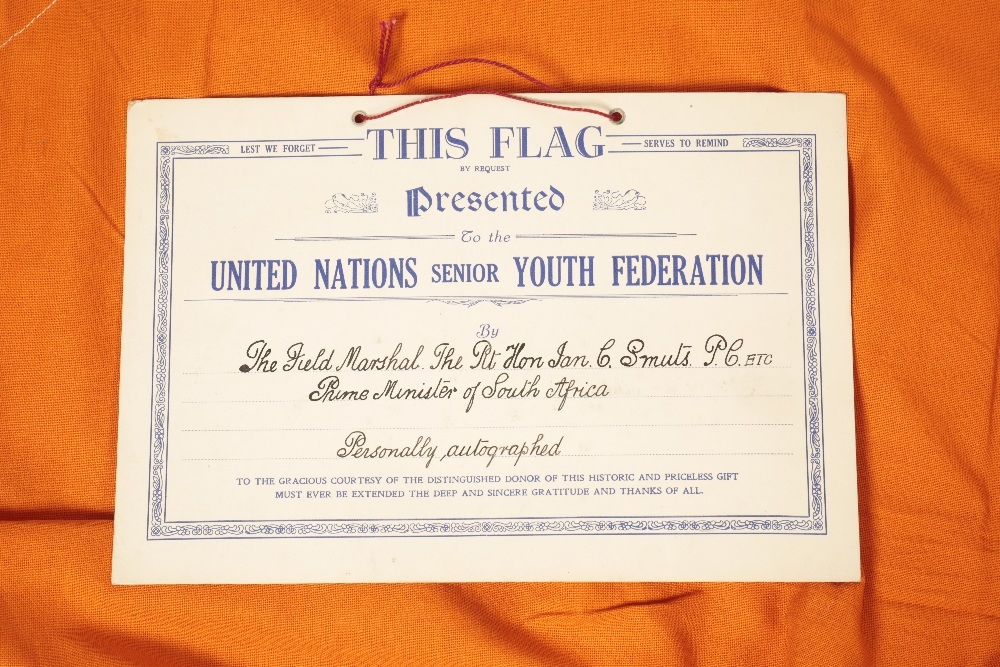 LEST WE FORGET THIS FLAG SERVES TO REMIND
BY REQUEST
Presented
To the
UNITED NATIONS SENIOR YOUTH FEDERATION
By
The Field Marshal. The Rt Hon Jan. C. Smuts. P.C. ETC
Prime Minister of South Africa
Personally, autographed
TO THE GRACIOUS COURTESY OF THE DISTINGUISHED DONOR OF THIS HISTORIC AND PRICELESS GIFT
MUST EVER BE EXTENDED THE DEEP AND SINCERE GRATITUDE AND THANKS OF ALL.